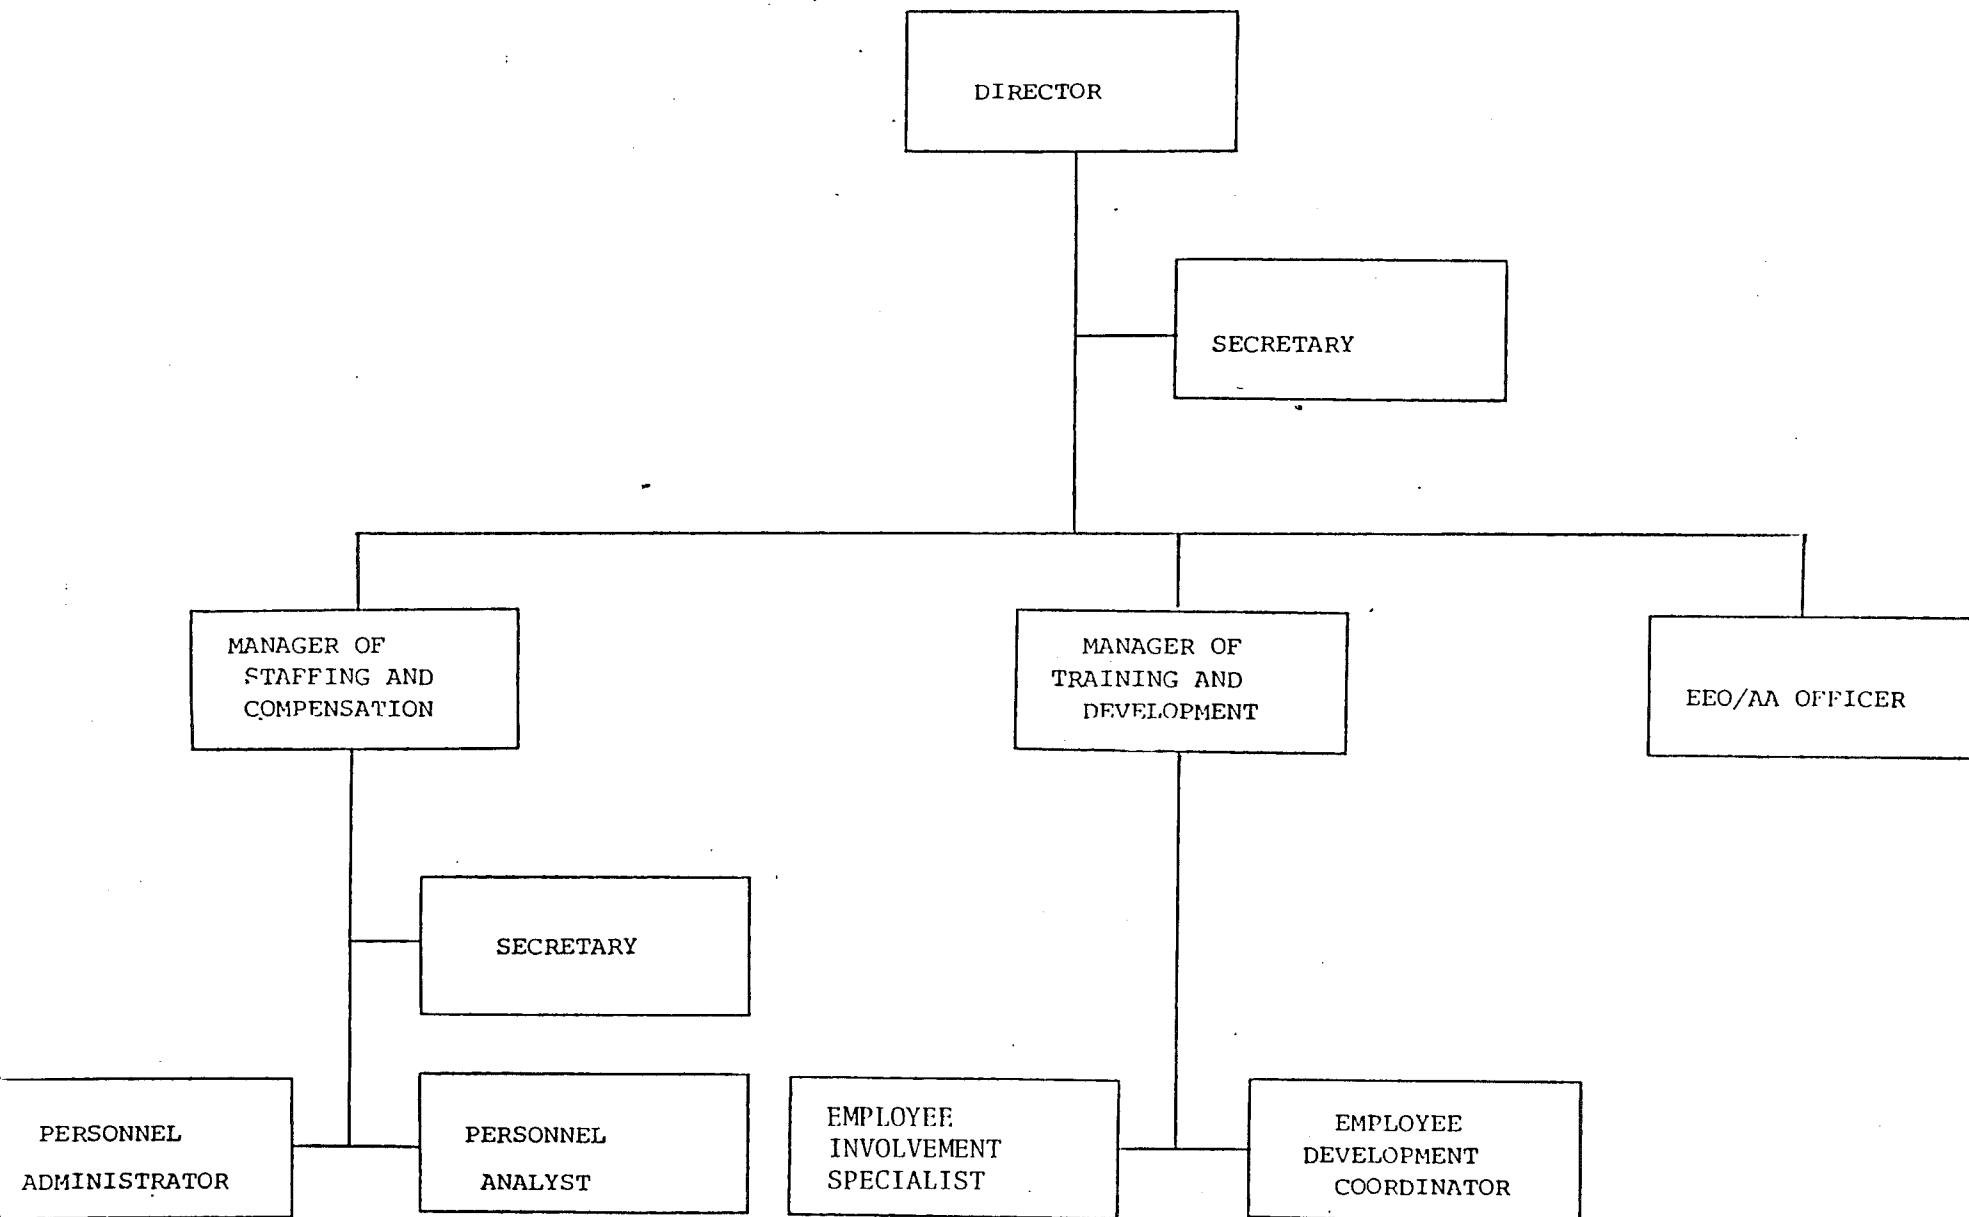 DIRECTOR
SECRETARY
MANAGER OF
STAFFING AND
COMPENSATION
MANAGER OF
TRAINING AND
DEVELOPMENT
EEO/AA OFFICER
SECRETARY
PERSONNEL
ADMINISTRATOR
PERSONNEL
ANALYST
EMPLOYEE
INVOLVEMENT
SPECIALIST
EMPLOYEE
DEVELOPMENT
COORDINATOR